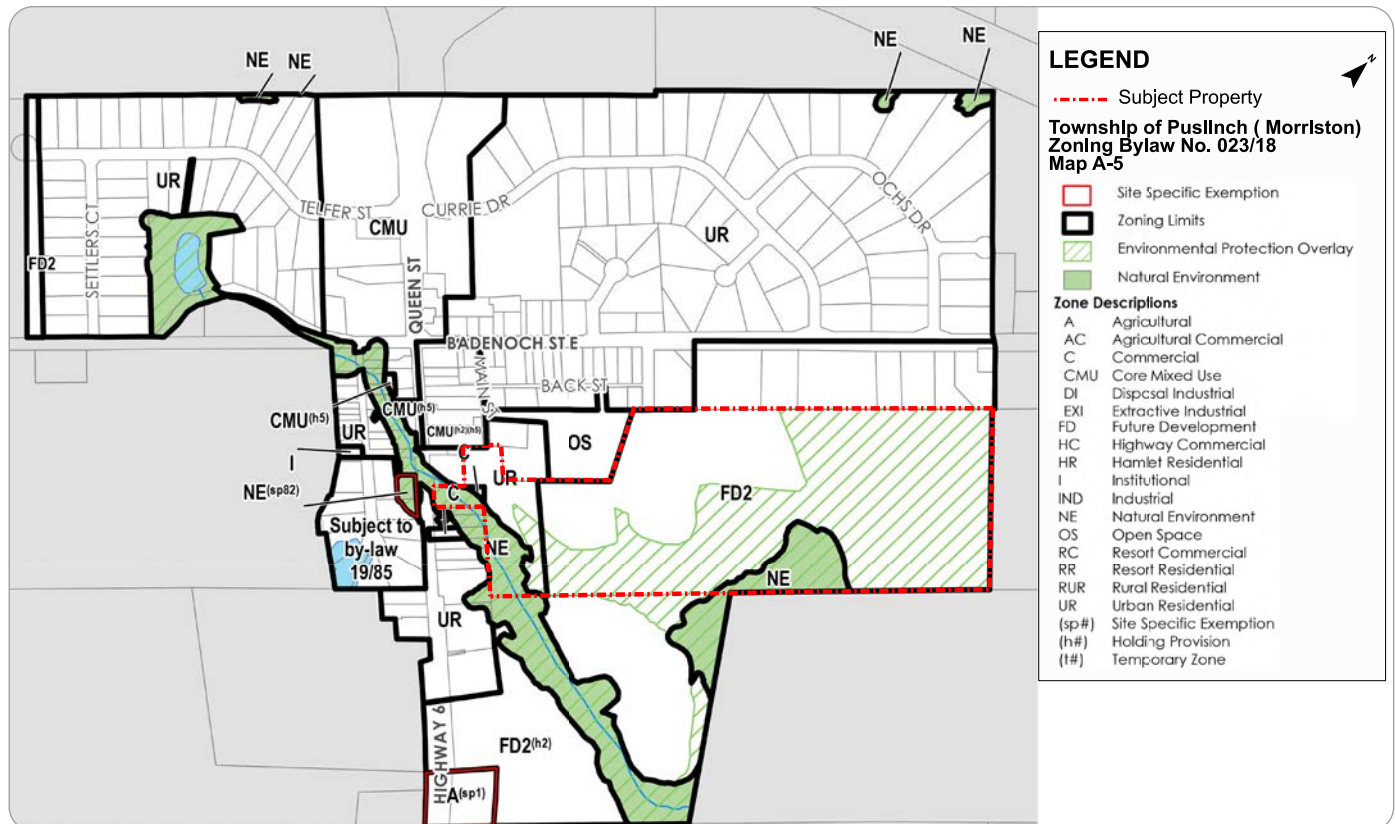 NE
NE
NE
NE
UR
TELFER ST
CURRIE DR
OCHS DR
CMU
UR
SETTLERS CT
FD2
QUEEN ST
BADENOCH ST E
MAIN ST
BACK ST
CMU(h5)
CMU(h5)
UR
CMU(h2)(h5)
OS
I
C
UR
NE(sp82)
C
FD2
Subject to
by-law
19/85
NE
NE
UR
HIGHWAY 6
FD2(h2)
A(sp1)
LEGEND
N
Subject Property
Township of Puslinch ( Morriston)
Zoning Bylaw No. 023/18
Map A-5
Site Specific Exemption
Zoning Limits
Environmental Protection Overlay
Natural Environment
Zone Descriptions
A Agricultural
AC Agricultural Commercial
C Commercial
CMU Core Mixed Use
DI Disposal Industrial
EXI Extractive Industrial
FD Future Development
HC Highway Commercial
HR Hamlet Residential
I Institutional
IND Industrial
NE Natural Environment
OS Open Space
RC Resort Commercial
RR Resort Residential
RUR Rural Residential
UR Urban Residential
(sp#) Site Specific Exemption
(h#) Holding Provision
(t#) Temporary Zone